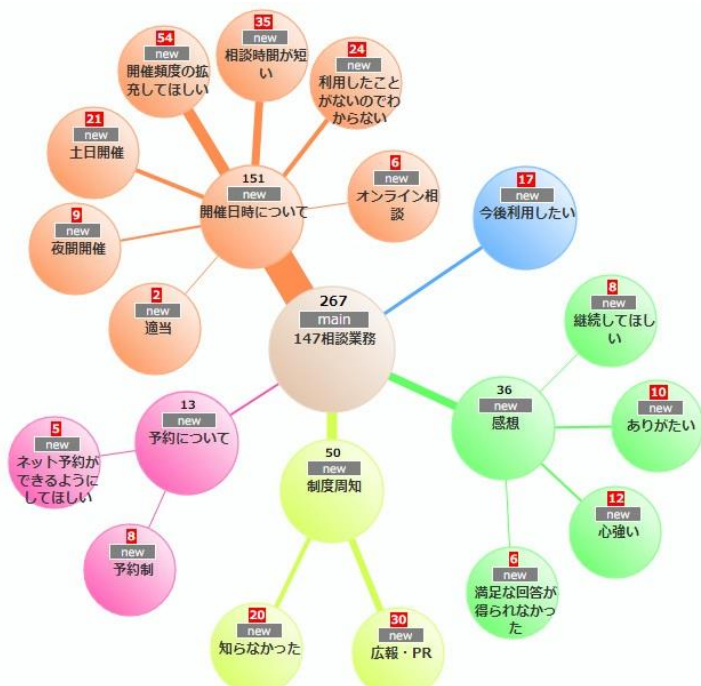 54
new
開催頻度の拡
充してほしい
35
new
相談時間が短
い
24
new
利用したこと
がないのでわ
からない
21
new
土日開催
6
new
オンライン相
談
9
new
夜間開催
2
new
適当
151
new
開催日時について
17
new
今後利用したい
267
main
147相談業務
8
new
継続してほし
い
10
new
ありがたい
36
new
感想
12
new
心強い
6
new
満足な回答が
得られなかっ
た
13
new
予約について
5
new
ネット予約が
できるように
してほしい
8
new
予約制
50
new
制度周知
20
new
知らなかった
30
new
広報・PR